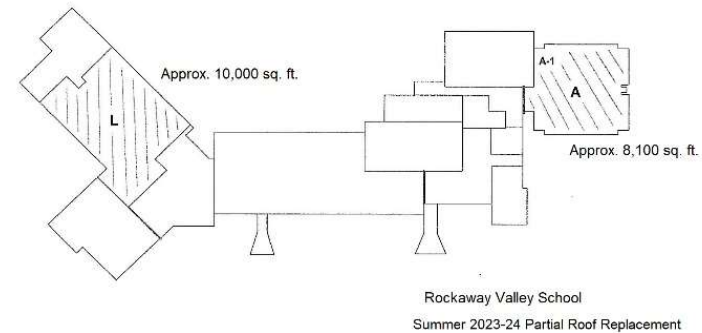 A-1
Approx. 10,000 sq. ft.
A
L
Approx. 8,100 sq. ft.
Rockaway Valley School
Summer 2023-24 Partial Roof Replacement